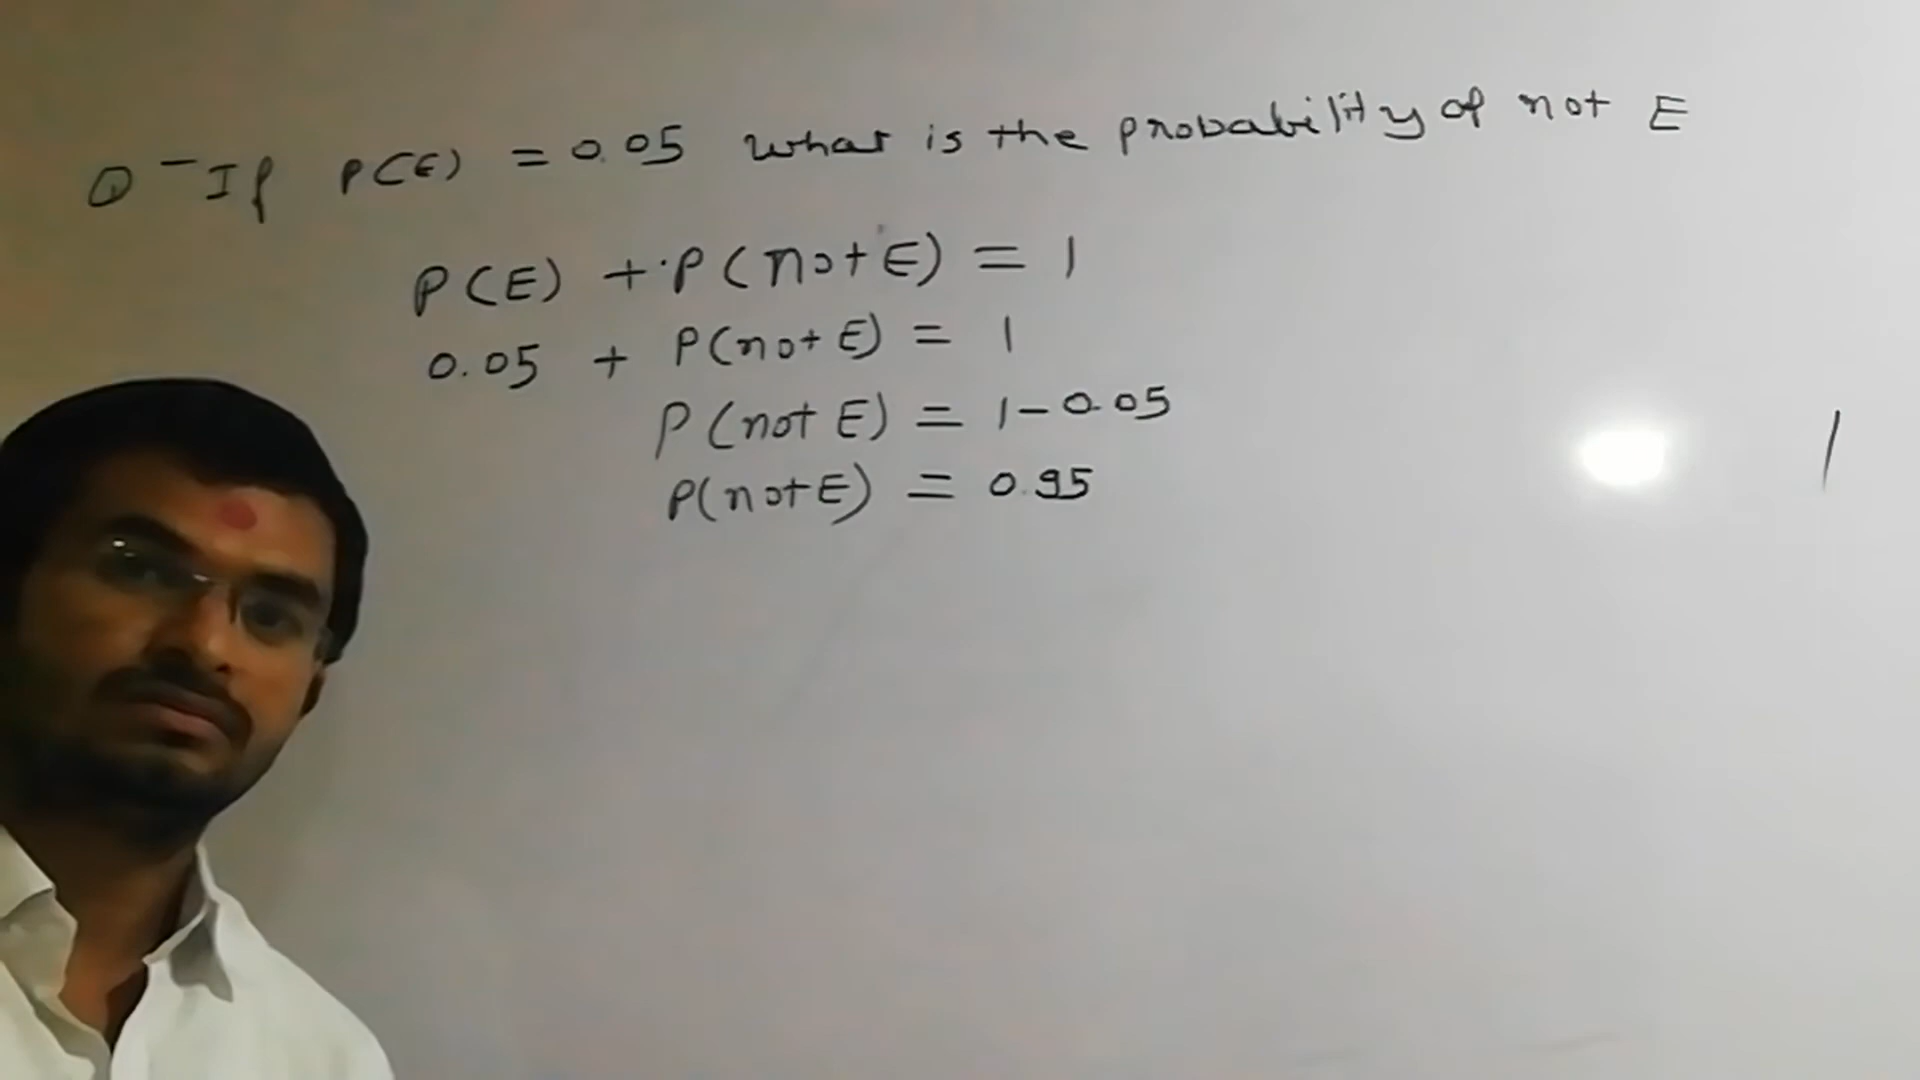 Q - If P(E) = 0.05 what is the probability of not E
P(E) + P(not E) = 1
0.05 + P(not E) = 1
P(not E) = 1 - 0.05
P(not E) = 0.95